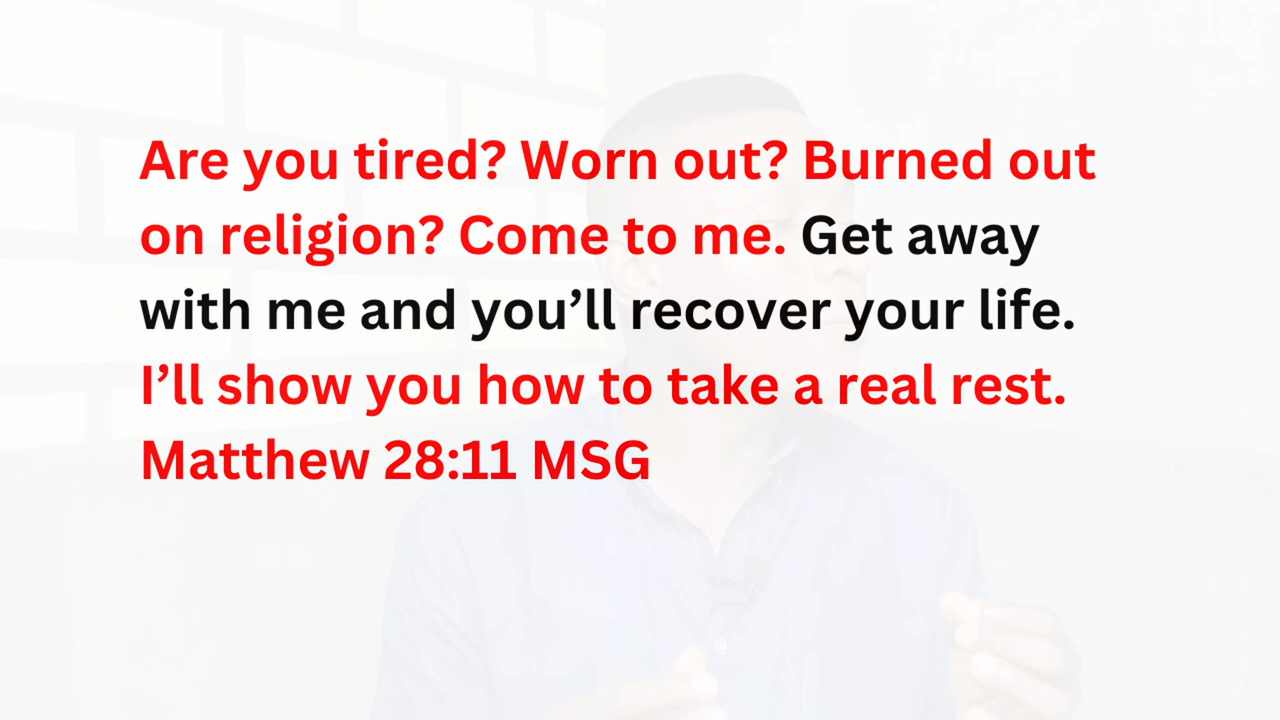 Are you tired? Worn out? Burned out
on religion? Come to me. Get away
with me and you’ll recover your life.
I’ll show you how to take a real rest.
Matthew 28:11 MSG